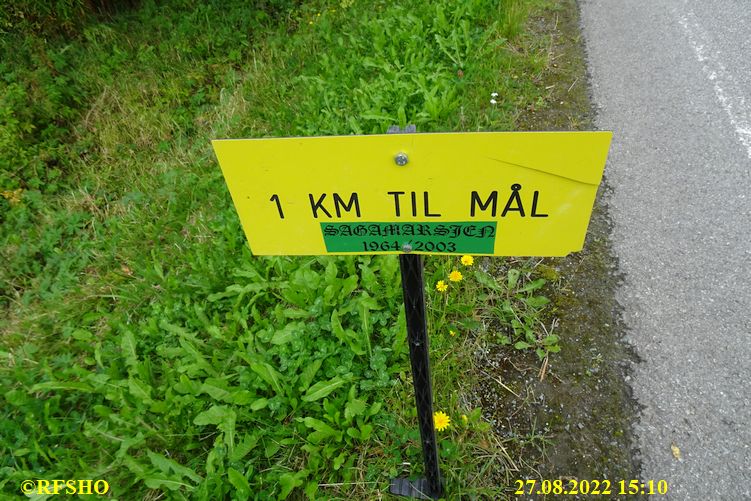 1 KM TIL MÅL
SAGAMARSJEN
1964 2003
©RFSHO
27.08.2022 15:10